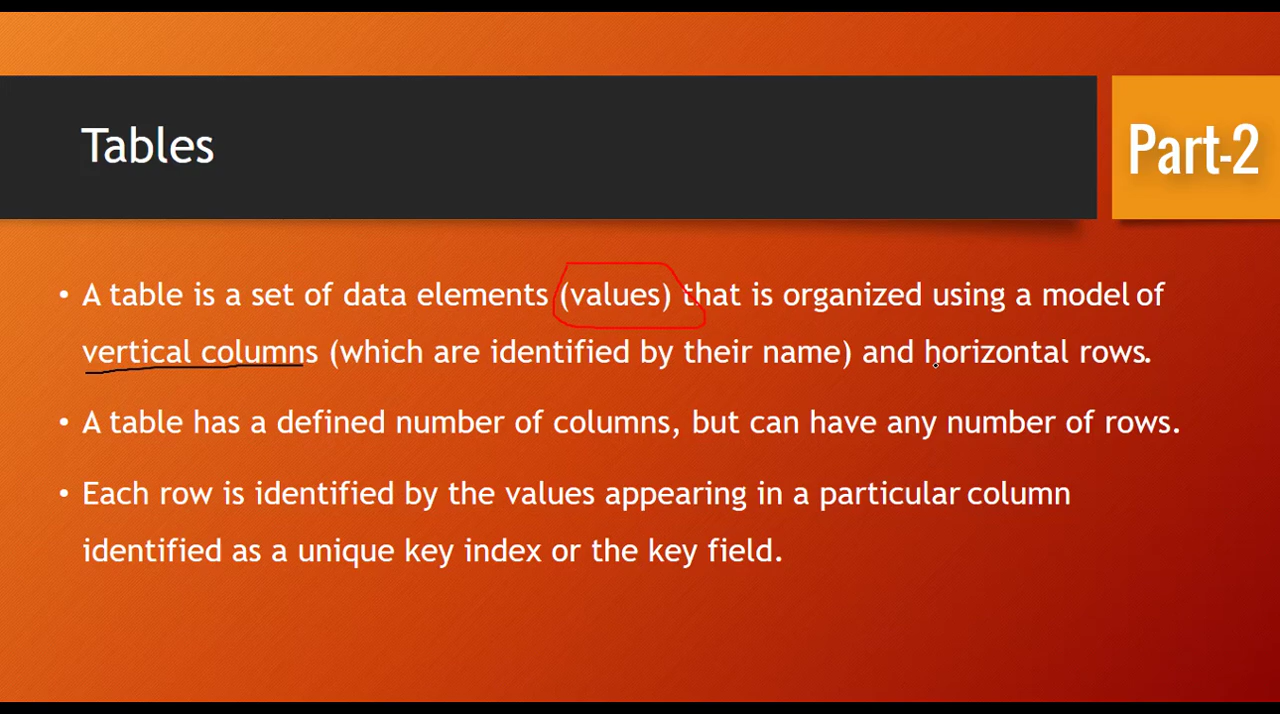 Tables
Part-2
• A table is a set of data elements (values) that is organized using a model of
vertical columns (which are identified by their name) and horizontal rows.
• A table has a defined number of columns, but can have any number of rows.
• Each row is identified by the values appearing in a particular column
identified as a unique key index or the key field.